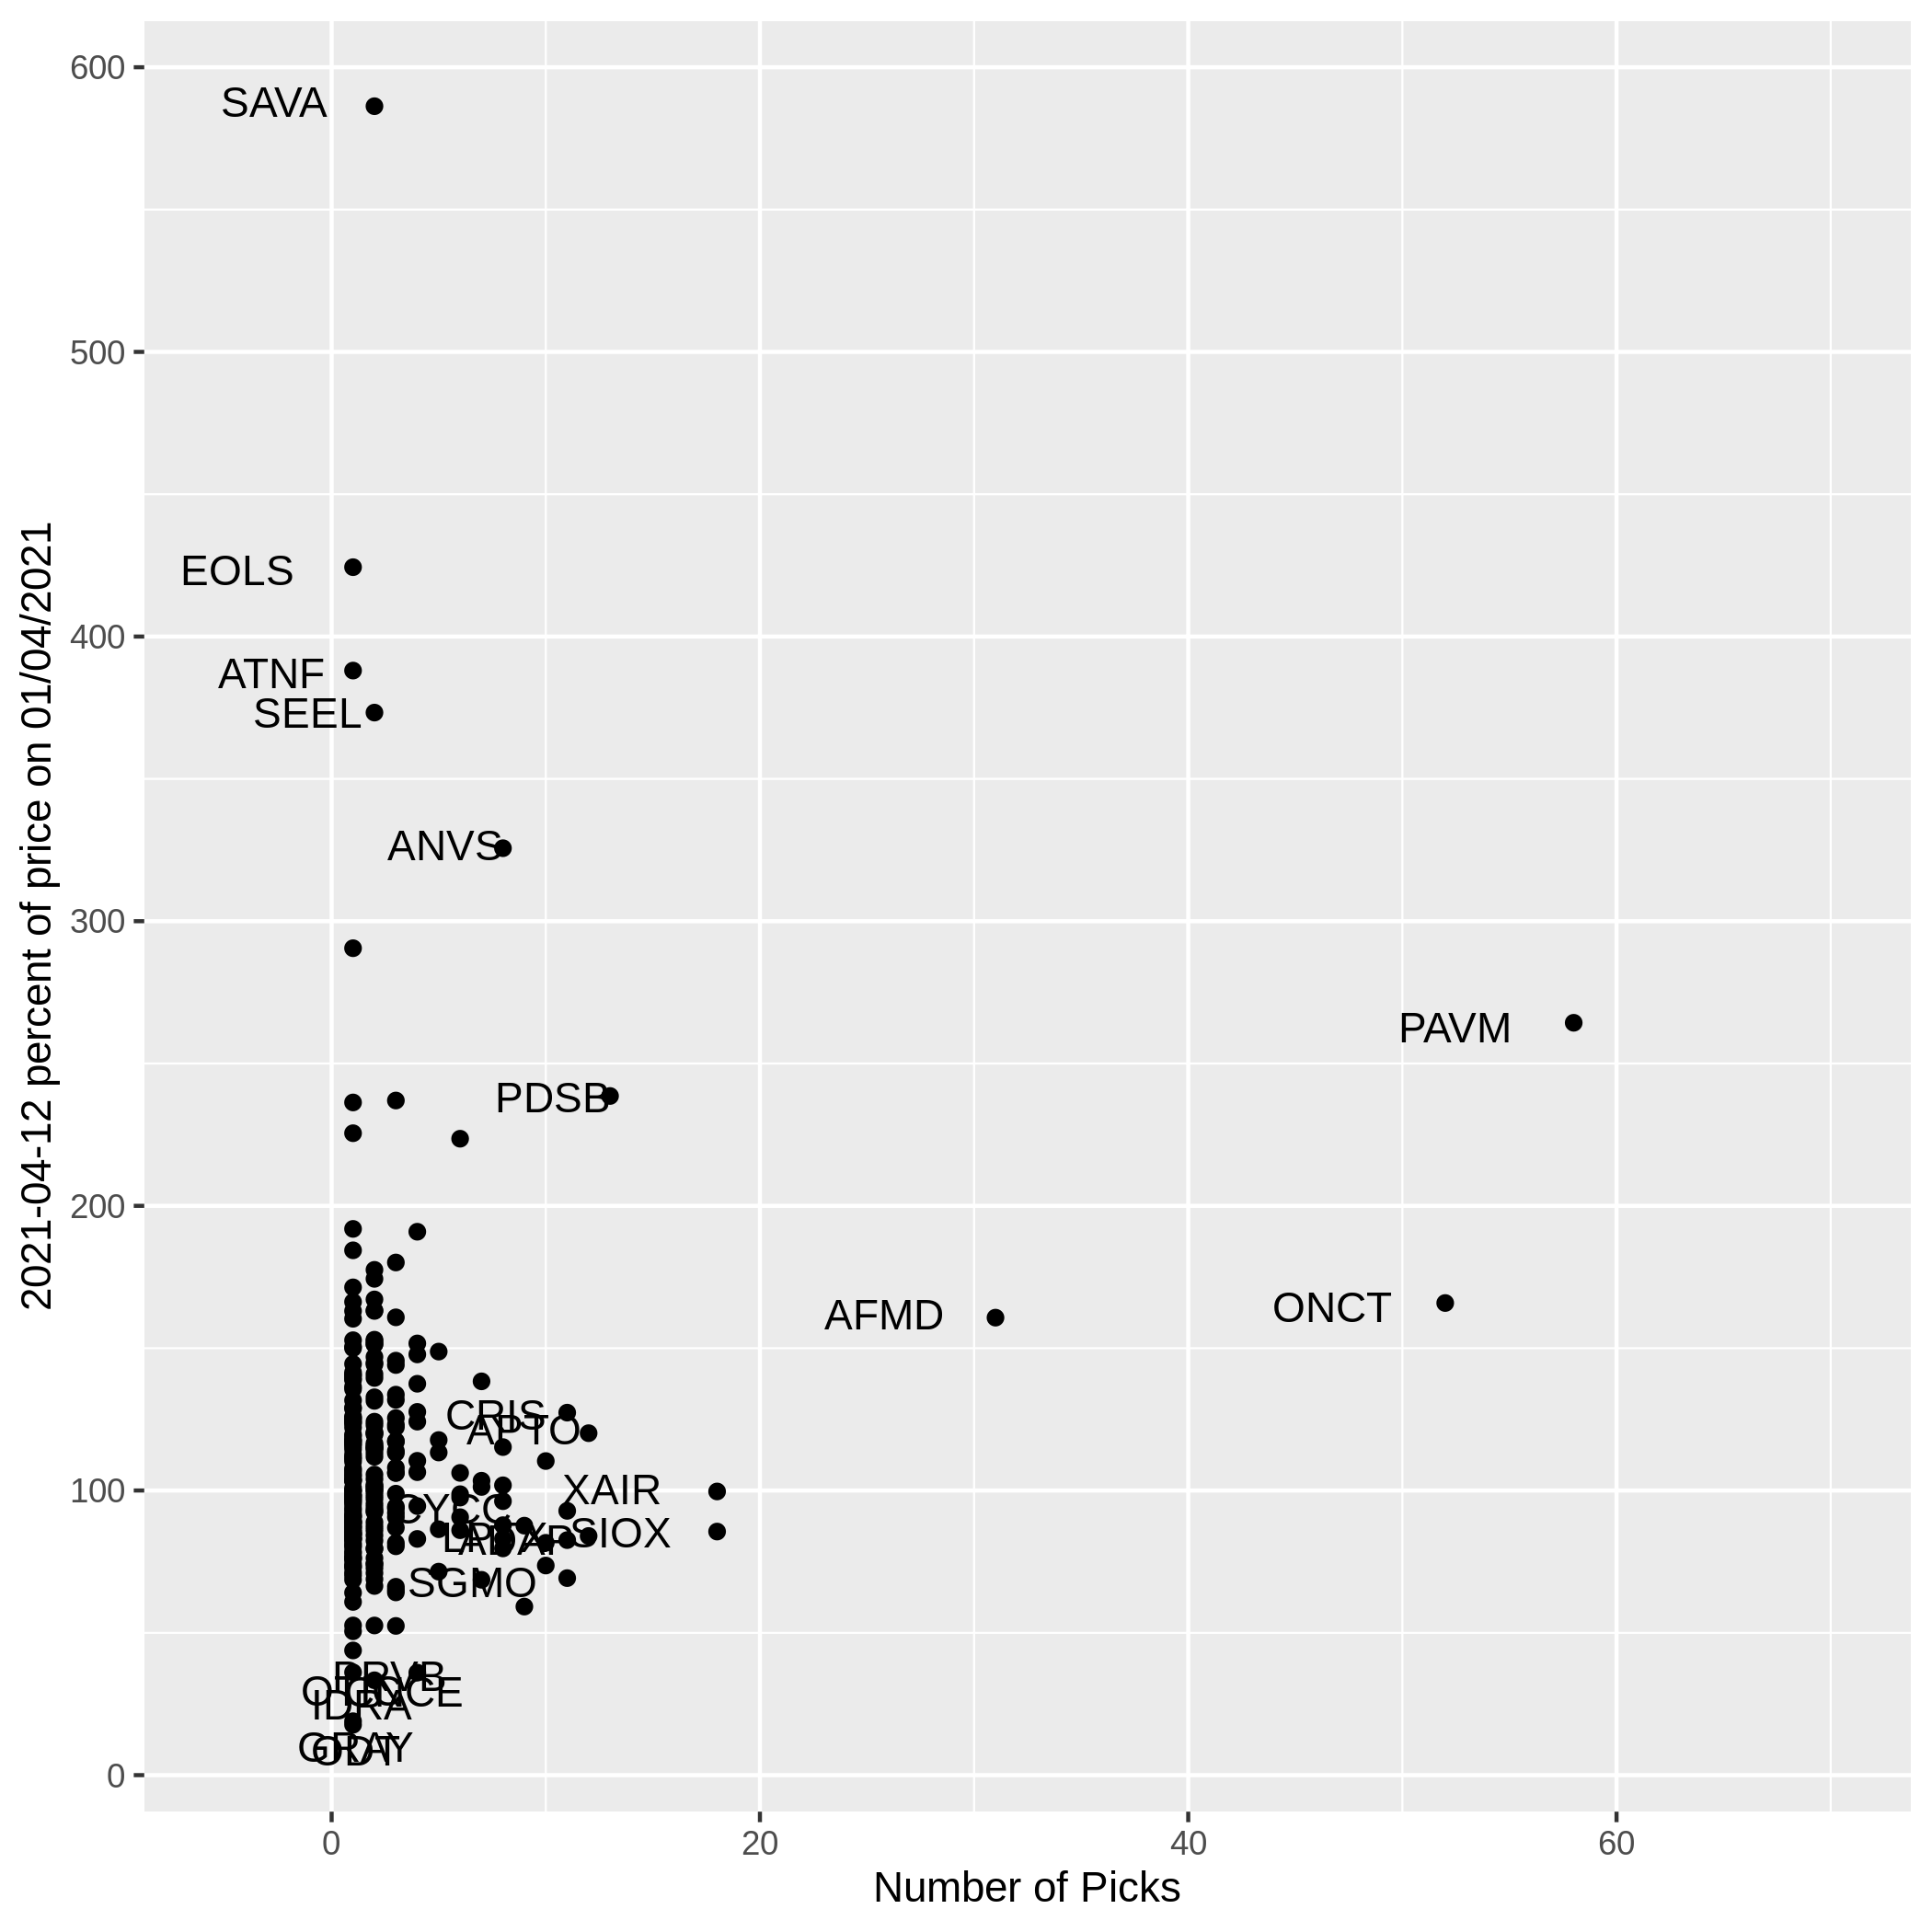 600
500
400
300
200
100
0
2021-04-12 percent of price on 01/04/2021
SAVA
EOLS
ATNF
SEEL
ANVS
PAVM
PDSB
AFMD
ONCT
CRIS
APTO
XAIR
CYCC
SIOX
SGMO
IDRA
0
20
40
60
Number of Picks